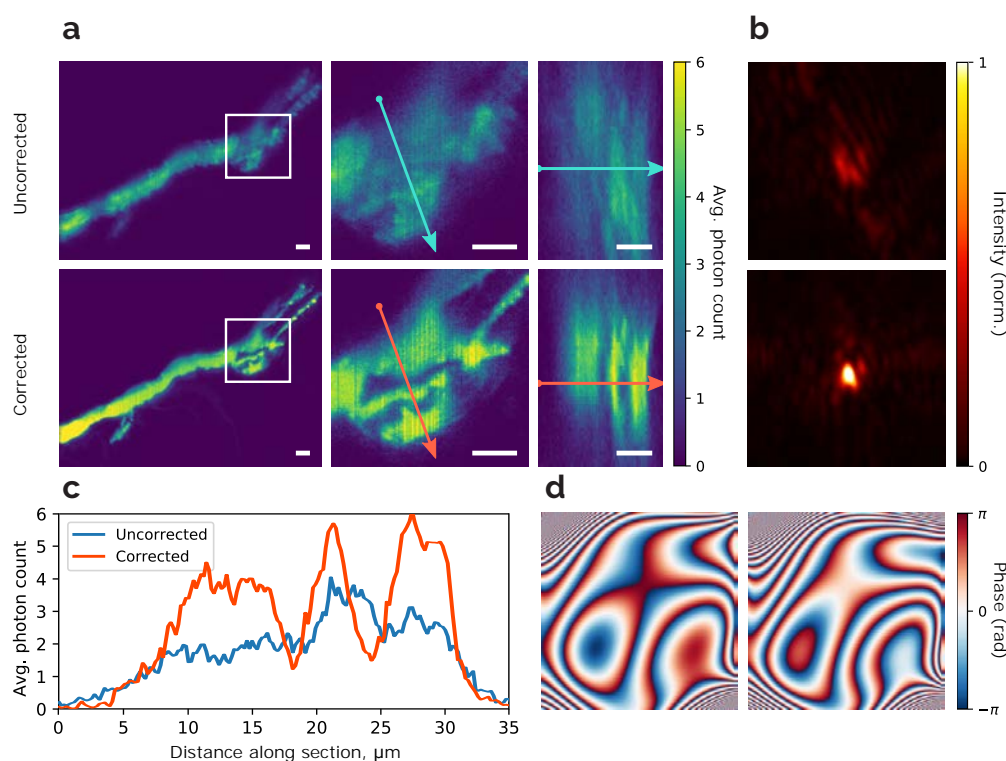 a
b
Uncorrected
Corrected
6
5
4
3
2
1
0
Avg. photon count
1
0
Intensity (norm.)
c
d
Avg. photon count
6
5
4
3
2
1
0
Uncorrected
Corrected
0
5
10
15
20
25
30
35
Distance along section, μm
π
0
−π
Phase (rad)